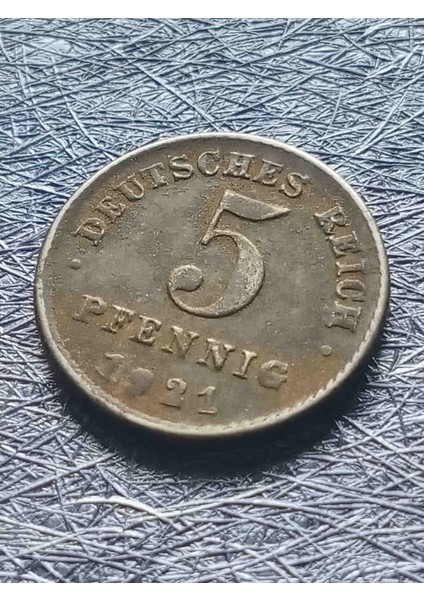 DEUTSCHES REICH
5
PFENNIG
1921